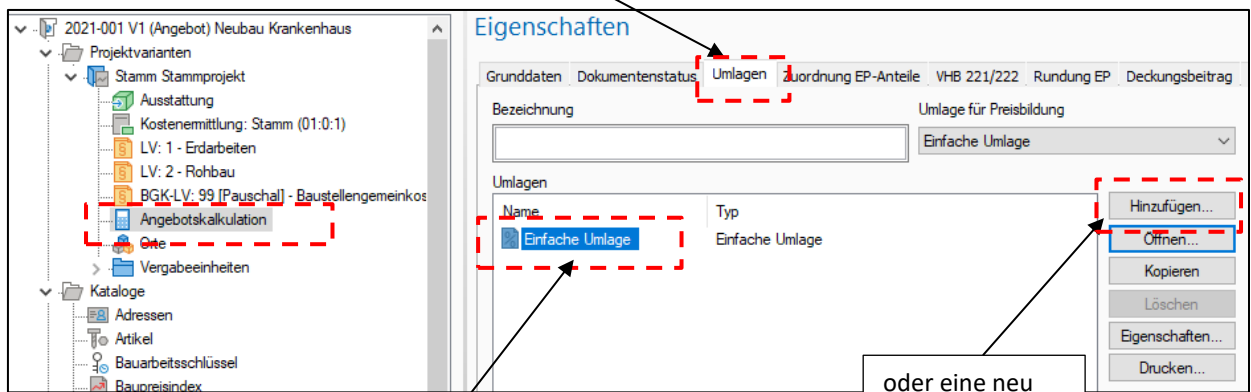 2021-001 V1 (Angebot) Neubau Krankenhaus
Projektvarianten
Stamm Stammprojekt
Ausstattung
Kostenermittlung: Stamm (01:0:1)
LV: 1 - Erdarbeiten
LV: 2 - Rohbau
BGK-LV: 99 [Pauschal] - Baustellengemeinkos
Angebotskalkulation
Orte
Vergabeeinheiten
Kataloge
Adressen
Artikel
Bauarbeitsschlüssel
Baupreisindex
Eigenschaften
Grunddaten Dokumentenstatus Umlagen Zuordnung EP-Anteile VHB 221/222 Rundung EP Deckungsbeitrag
Bezeichnung Umlage für Preisbildung
Einfache Umlage
Umlagen
Name Typ
Einfache Umlage Einfache Umlage
Hinzufügen...
Öffnen...
Kopieren
Löschen
Eigenschaften...
Drucken...
oder eine neu